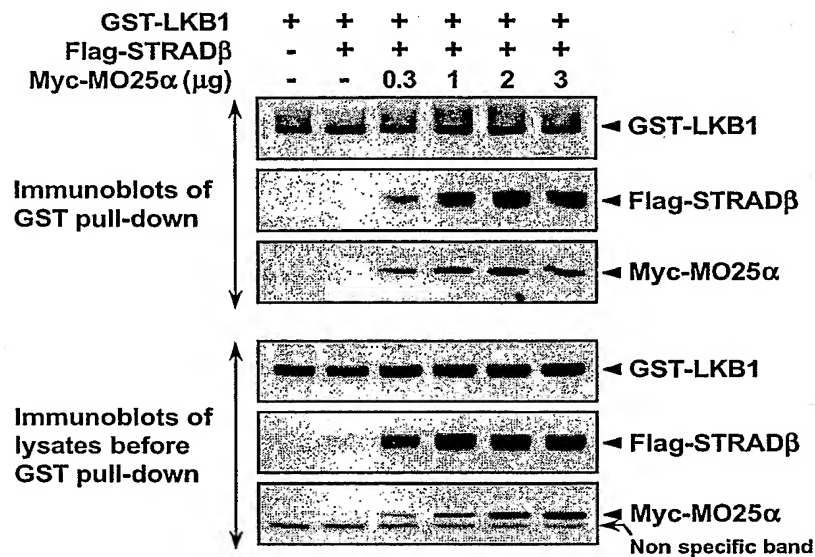 GST-LKB1 + + + + + +
Flag-STRADβ - + + + + +
Myc-MO25α (μg) - - 0.3 1 2 3
GST-LKB1
Immunoblots of
GST pull-down
Flag-STRADβ
Myc-MO25α
GST-LKB1
Immunoblots of
lysates before
GST pull-down
Flag-STRADβ
Myc-MO25α
Non specific band